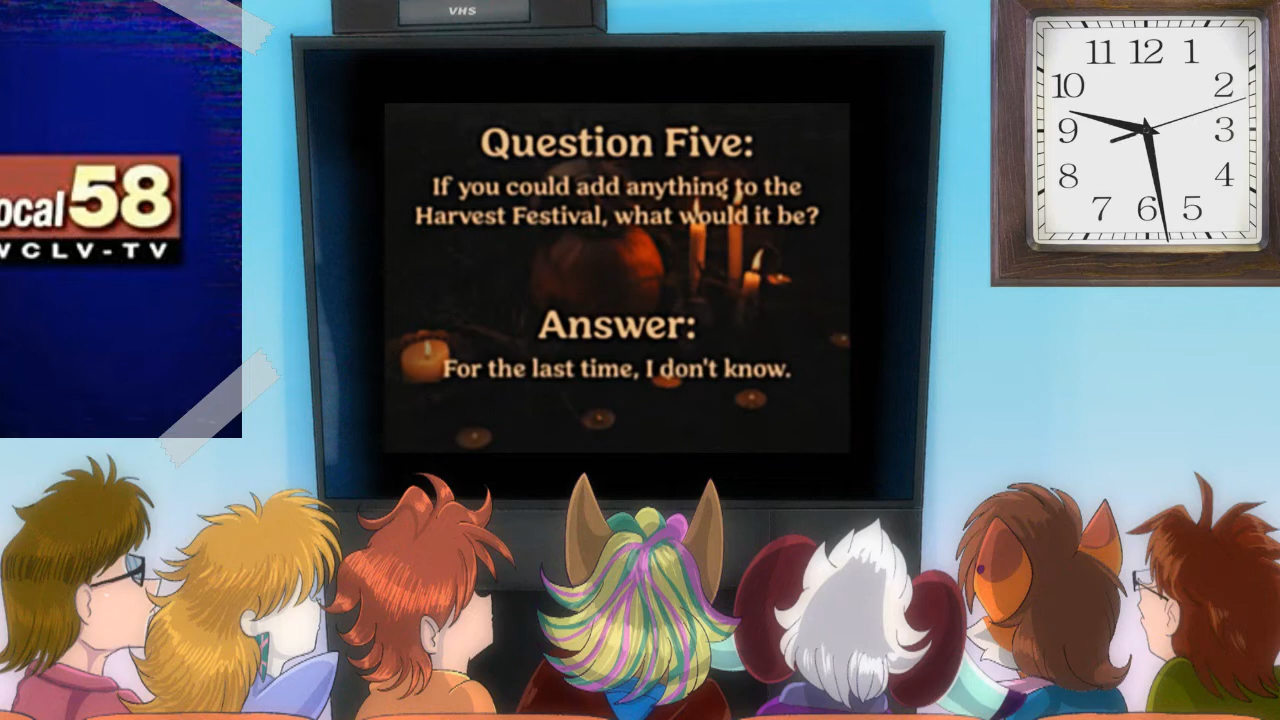 VHS
ocal 58
WCLV-TV
Question Five:
If you could add anything to the
Harvest Festival, what would it be?
Answer:
For the last time, I don't know.
11 12 1
10 2
9 3
8 4
7 6 5